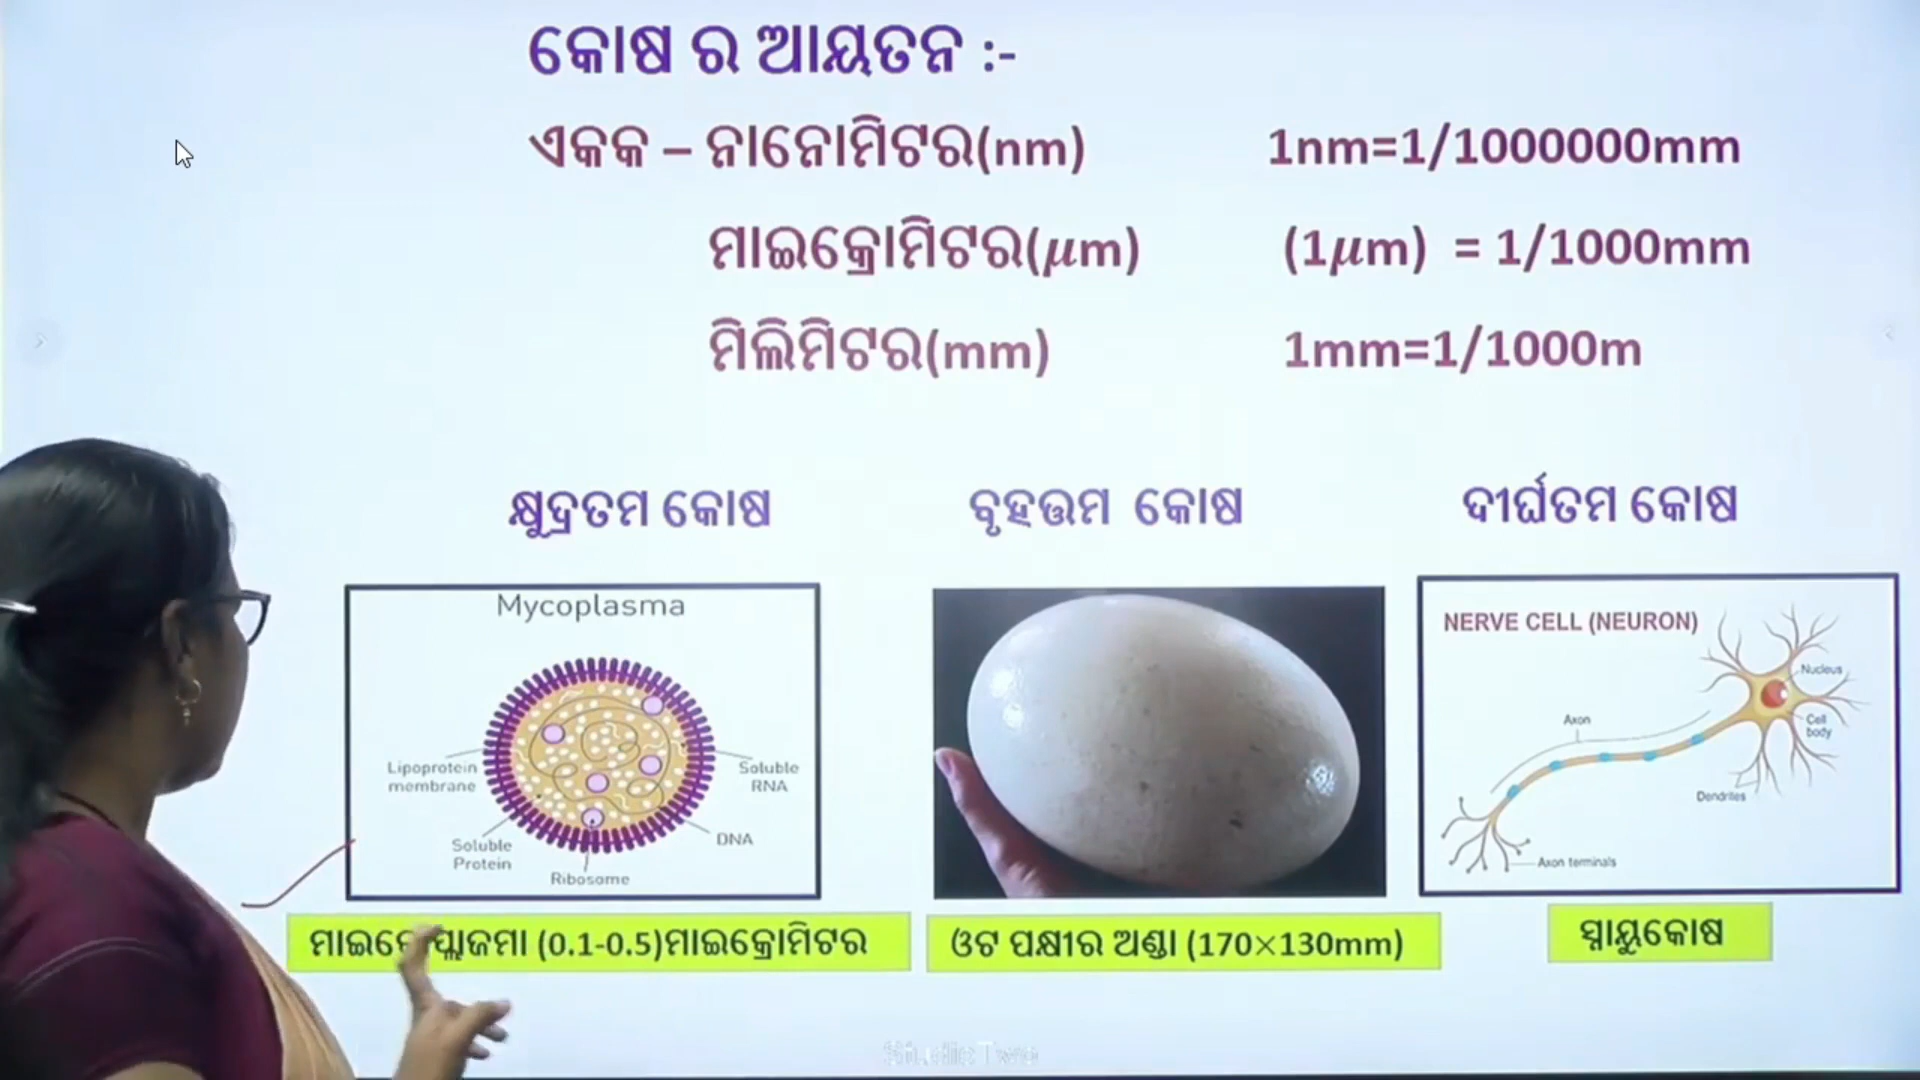 କୋଷ ର ଆୟତନ :-
ଏକକ – ନାନୋମିଟର(nm) 1nm=1/1000000mm
ମାଇକ୍ରୋମିଟର(μm) (1μm) = 1/1000mm
ମିଲିମିଟର(mm) 1mm=1/1000m
କ୍ଷୁଦ୍ରତମ କୋଷ
ବୃହତ୍ତମ କୋଷ
ଦୀର୍ଘତମ କୋଷ
Mycoplasma
Lipoprotein
membrane
Soluble
Protein
Ribosome
DNA
Soluble
RNA
NERVE CELL (NEURON)
Nucleus
Cell
body
Axon
Dendrites
Axon terminals
(0.1-0.5)ମାଇକ୍ରୋମିଟର
ଓଟ ପକ୍ଷୀର ଅଣ୍ଡା (170×130mm)
ସ୍ନାୟୁକୋଷ
Studio Two